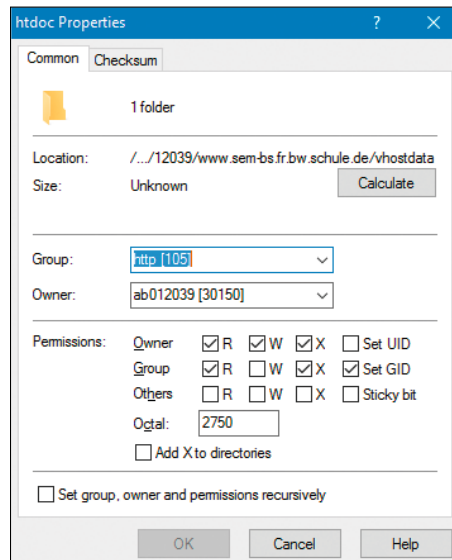 htdoc Properties ? ×
Common Checksum
1 folder
Location: /.../12039/www.sem-bs.fr.bw.schule.de/vhostdata
Size: Unknown Calculate
Group: http [105]
Owner: ab012039 [30150]
Permissions: Owner R W X Set UID
Group R W X Set GID
Others R W X Sticky bit
Octal: 2750
Add X to directories
Set group, owner and permissions recursively
OK Cancel Help